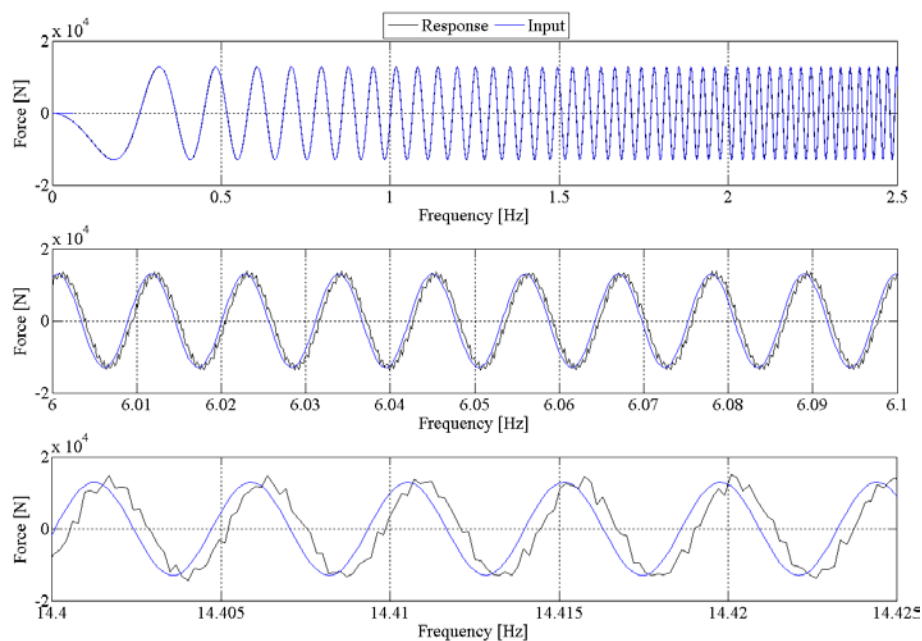 Response Input
2 x 10^4
0
-2
Force [N]
0 0.5 1 1.5 2 2.5
Frequency [Hz]
2 x 10^4
0
-2
Force [N]
6 6.01 6.02 6.03 6.04 6.05 6.06 6.07 6.08 6.09 6.1
Frequency [Hz]
2 x 10^4
0
-2
Force [N]
14.4 14.405 14.41 14.415 14.42 14.425
Frequency [Hz]